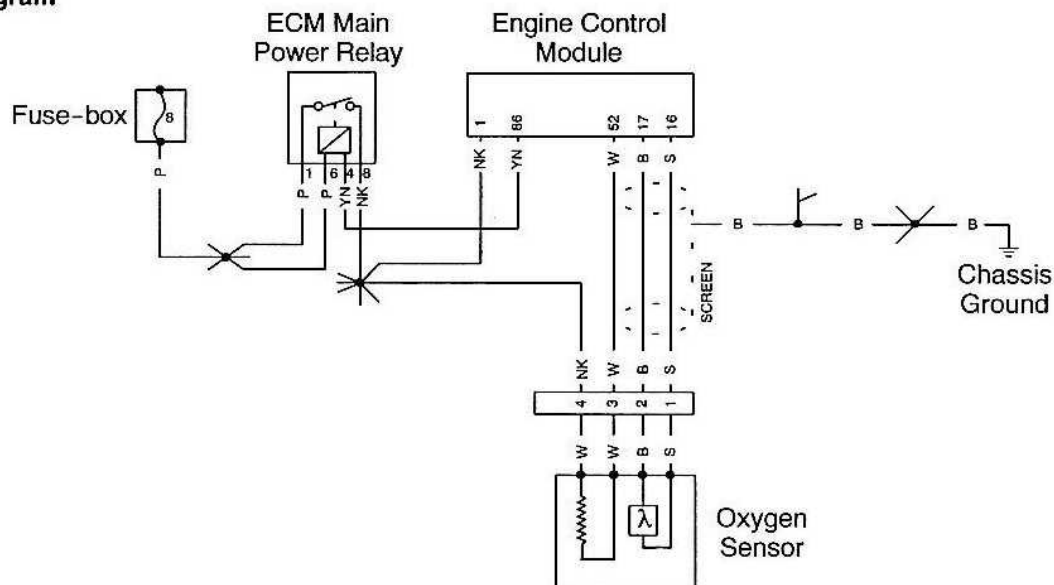 gram
ECM Main
Power Relay
Engine Control
Module
Fuse-box
8
1 86 52 17 16
P
NK YN W B S
1 6 4 8
P P YN NK
B B B
SCREEN
Chassis
Ground
NK W B S
4 3 2 1
W W B S
λ
Oxygen
Sensor